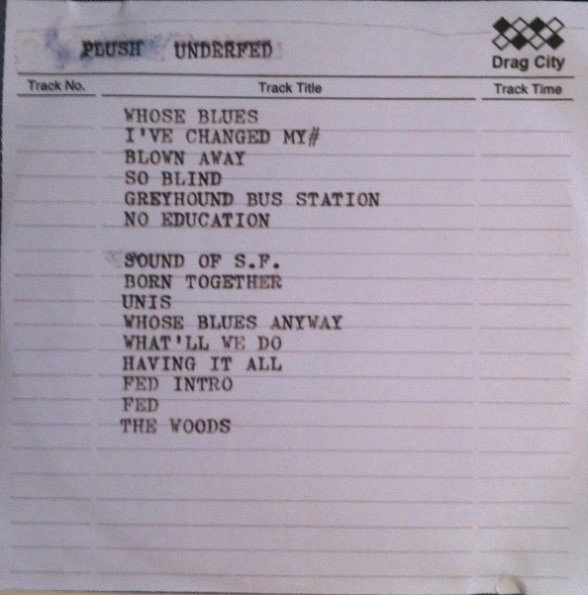 PLUSH UNDERFED
Drag City
Track No. Track Title Track Time
WHOSE BLUES
I'VE CHANGED MY#
BLOWN AWAY
SO BLIND
GREYHOUND BUS STATION
NO EDUCATION
SOUND OF S.F.
BORN TOGETHER
UNIS
WHOSE BLUES ANYWAY
WHAT'LL WE DO
HAVING IT ALL
FED INTRO
FED
THE WOODS